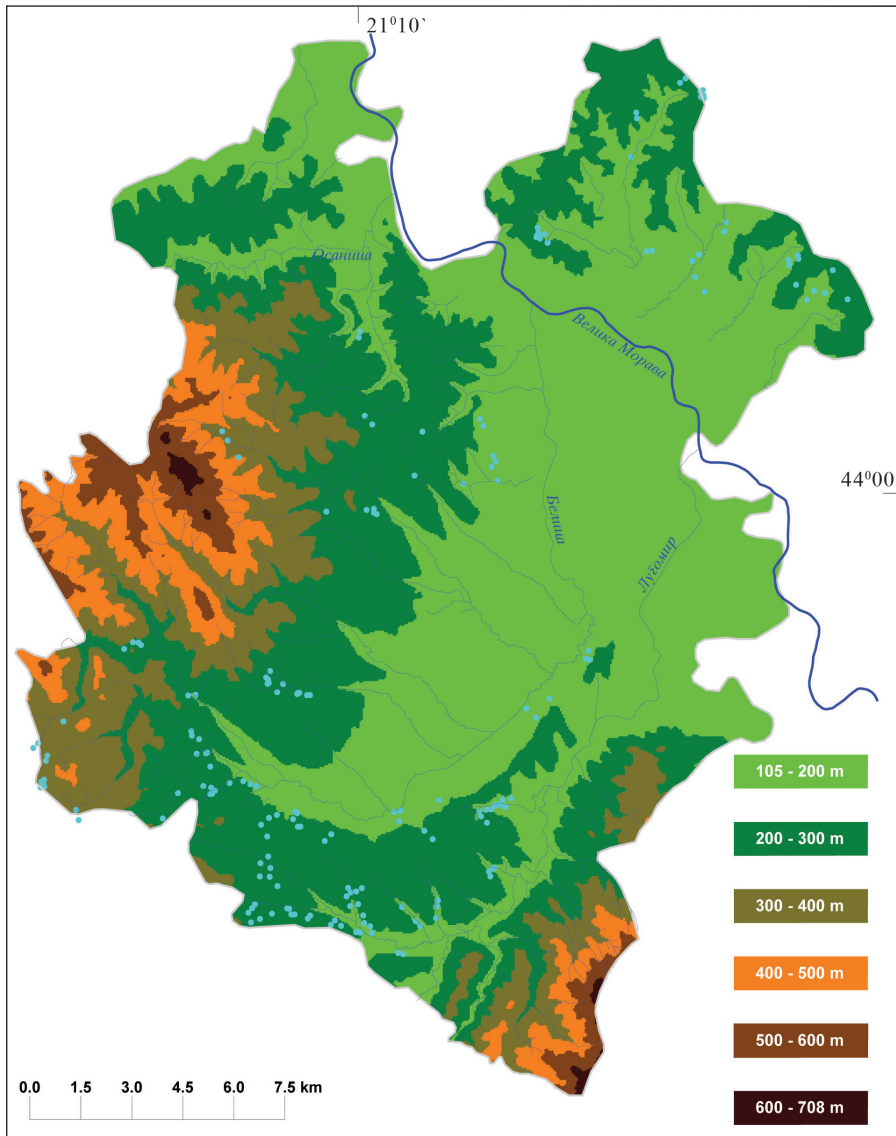 21⁰10`
Осаница
Велика Морава
44⁰00
Белица
Лугомир
105 - 200 m
200 - 300 m
300 - 400 m
400 - 500 m
500 - 600 m
600 - 708 m
0.0 1.5 3.0 4.5 6.0 7.5 km